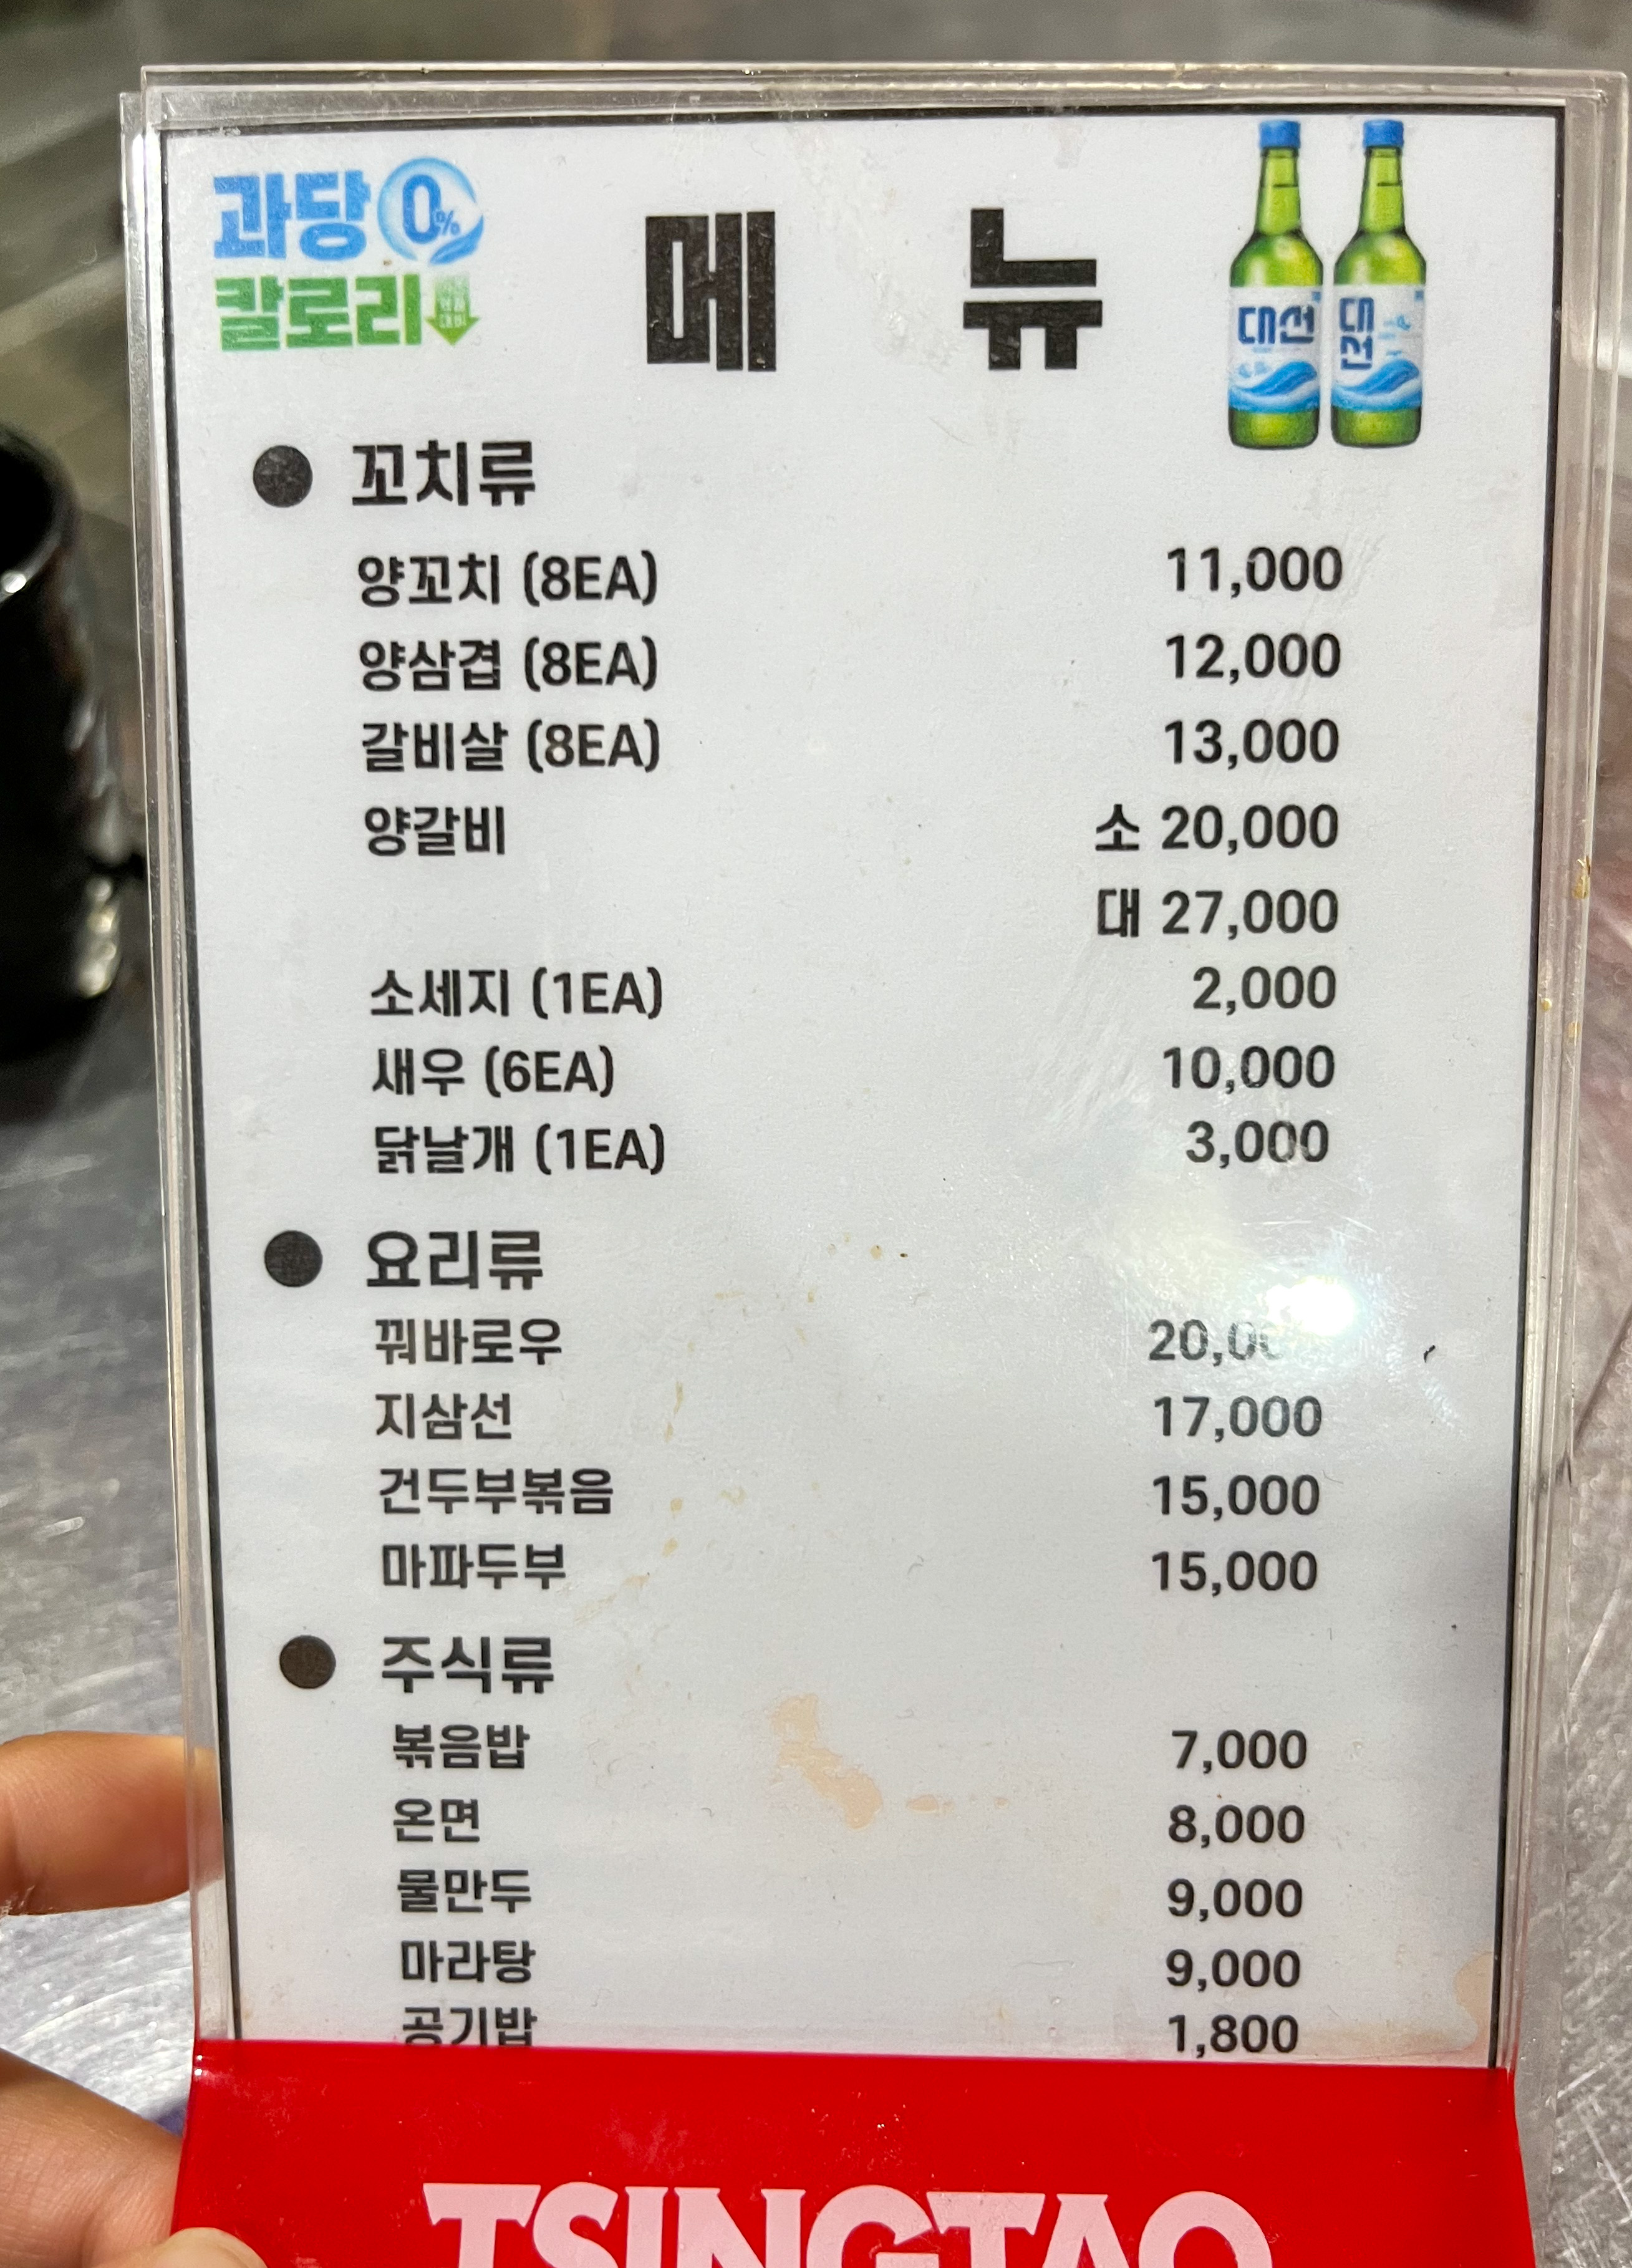 과당 0%
칼로리
메뉴
대선
대선
꼬치류
양꼬치 (8EA) 11,000
양삼겹 (8EA) 12,000
갈비살 (8EA) 13,000
양갈비 소 20,000
대 27,000
소세지 (1EA) 2,000
새우 (6EA) 10,000
닭날개 (1EA) 3,000
요리류
꿔바로우
지삼선 17,000
건두부볶음 15,000
마파두부 15,000
주식류
볶음밥 7,000
온면 8,000
물만두 9,000
마라탕 9,000
공기밥 1,800
TSINGTAO